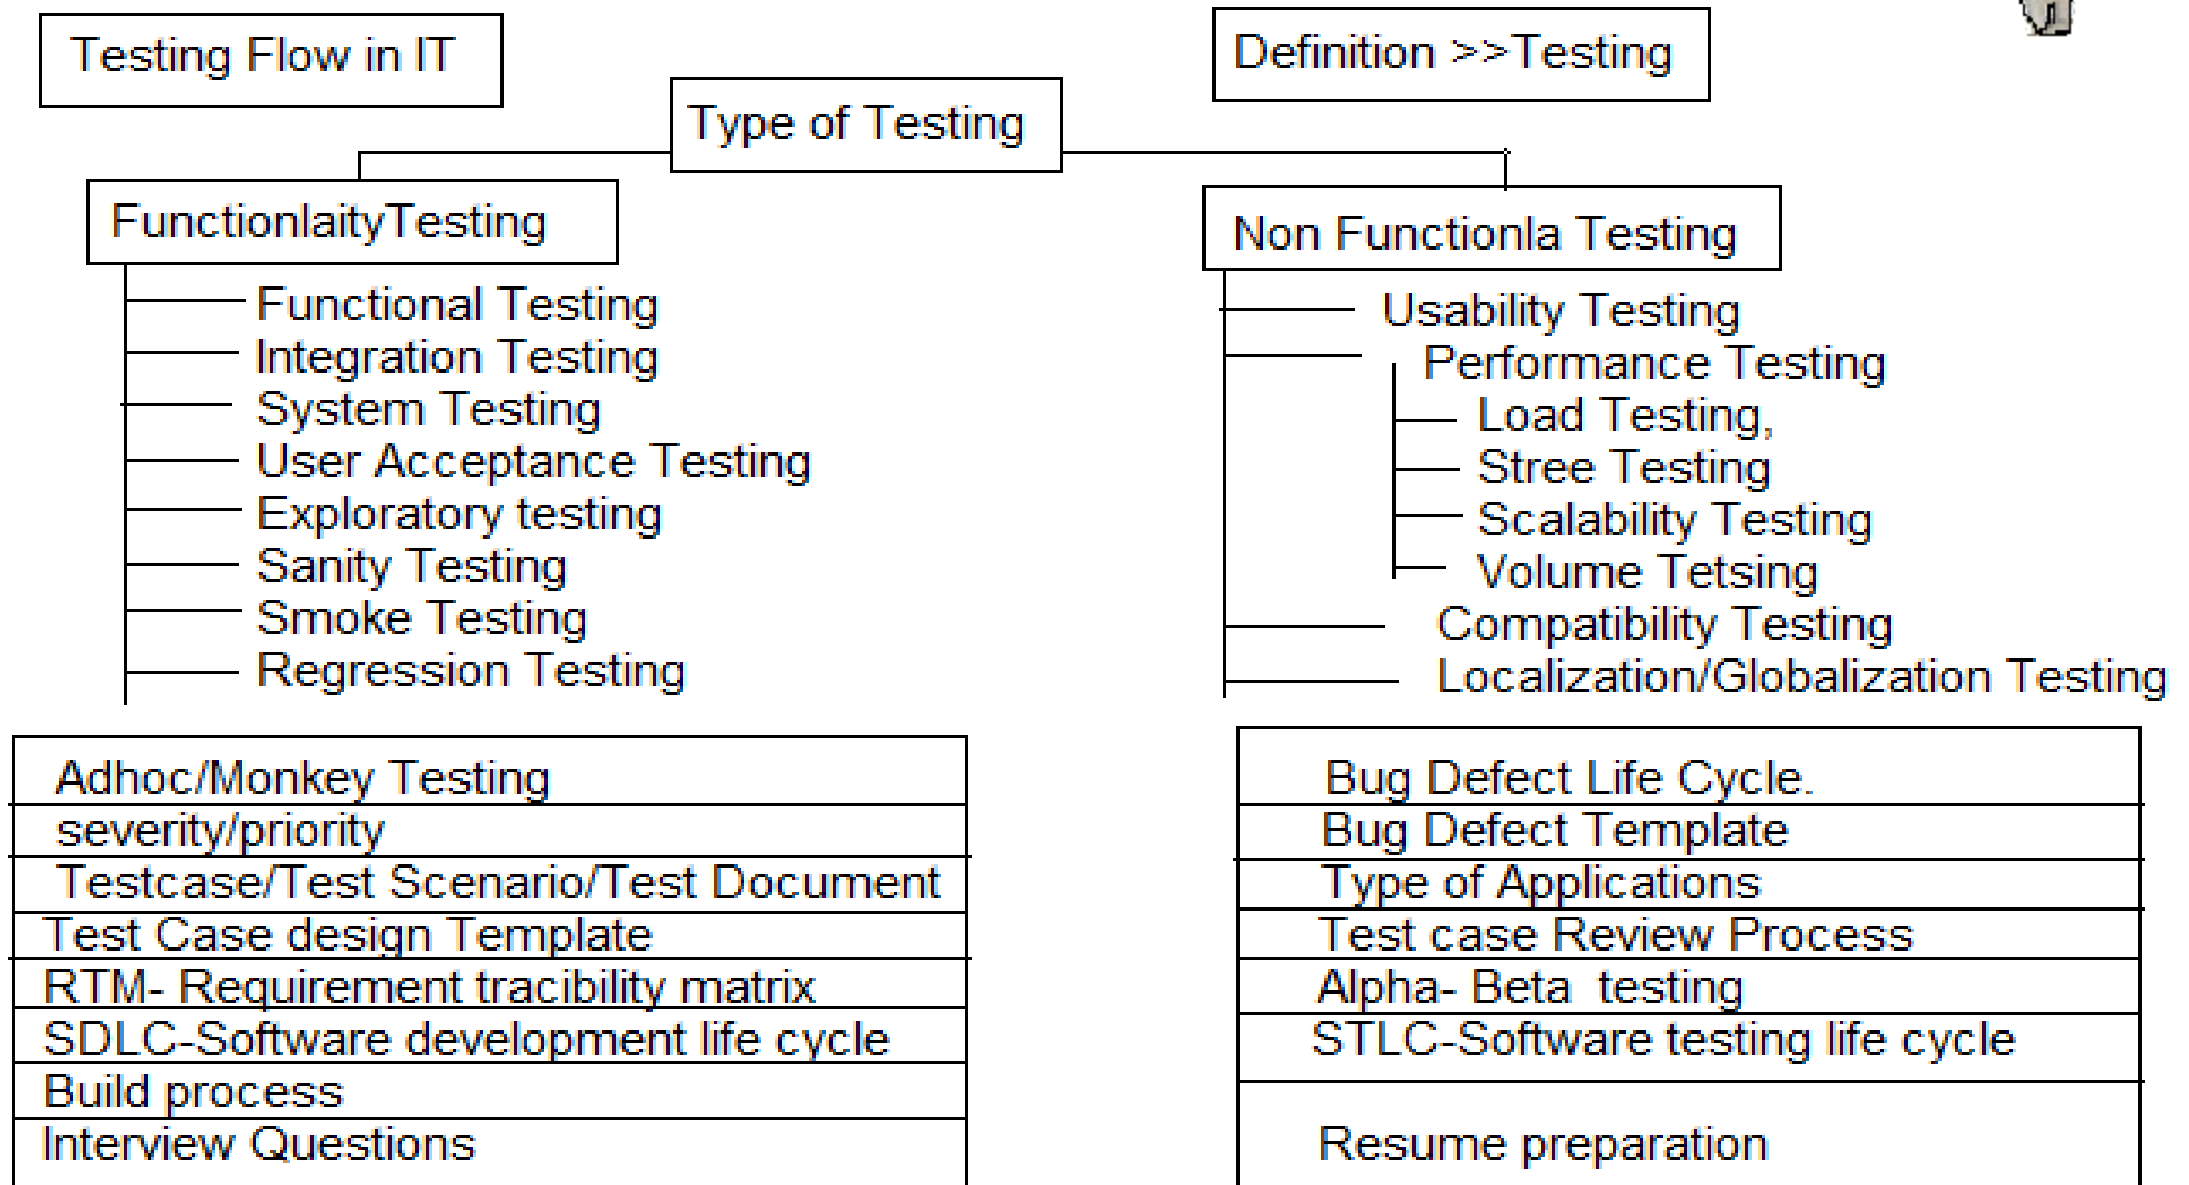 Testing Flow in IT
Definition >>Testing
Type of Testing
FunctionlaityTesting
Functional Testing
Integration Testing
System Testing
User Acceptance Testing
Exploratory testing
Sanity Testing
Smoke Testing
Regression Testing
Non Functionla Testing
Usability Testing
Performance Testing
Load Testing,
Stree Testing
Scalability Testing
Volume Tetsing
Compatibility Testing
Localization/Globalization Testing
Adhoc/Monkey Testing
severity/priority
Testcase/Test Scenario/Test Document
Test Case design Template
RTM- Requirement tracibility matrix
SDLC-Software development life cycle
Build process
Interview Questions
Bug Defect Life Cycle.
Bug Defect Template
Type of Applications
Test case Review Process
Alpha- Beta  testing
STLC-Software testing life cycle
Resume preparation